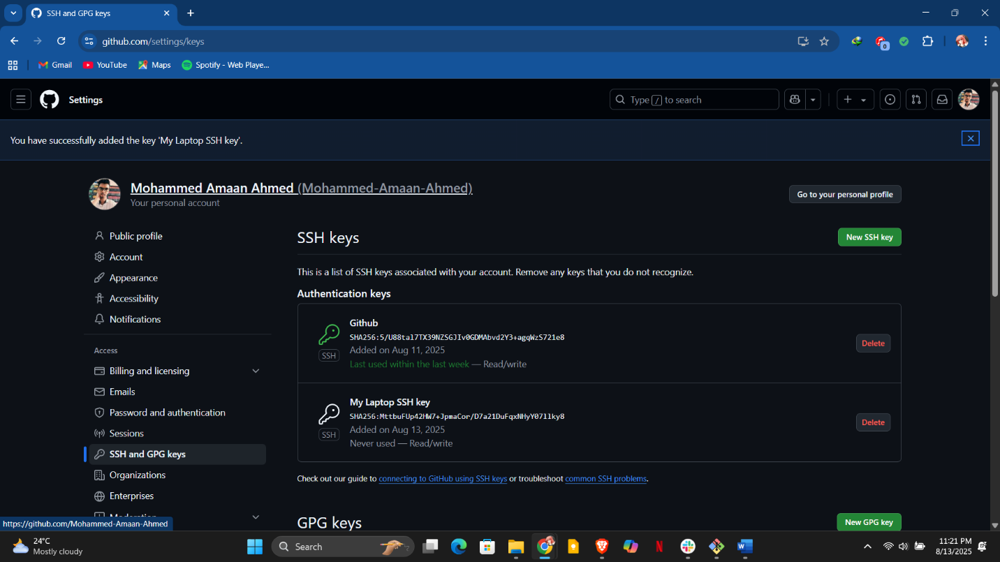 SSH and GPG keys
github.com/settings/keys
0
Gmail
YouTube
Maps
Spotify - Web Playe...
Settings
Type / to search
You have successfully added the key 'My Laptop SSH key'.
Mohammed Amaan Ahmed (Mohammed-Amaan-Ahmed)
Your personal account
Go to your personal profile
Public profile
Account
Appearance
Accessibility
Notifications
Access
Billing and licensing
Emails
Password and authentication
Sessions
SSH and GPG keys
Organizations
Enterprises
Moderation
SSH keys
New SSH key
This is a list of SSH keys associated with your account. Remove any keys that you do not recognize.
Authentication keys
Github
SHA256:5/U88tal7TX39NZSGJIv0GDMAbvd2Y3+agqWzS721e8
SSH
Added on Aug 11, 2025
Last used within the last week — Read/write
Delete
My Laptop SSH key
SHA256:MttbuFUp42HW7+JpmaCor/D7a21DuFqxNHyY07llky8
SSH
Added on Aug 13, 2025
Never used — Read/write
Delete
Check out our guide to connecting to GitHub using SSH keys or troubleshoot common SSH problems.
GPG keys
New GPG key
https://github.com/Mohammed-Amaan-Ahmed
24°C
Mostly cloudy
Search
11:21 PM
8/13/2025